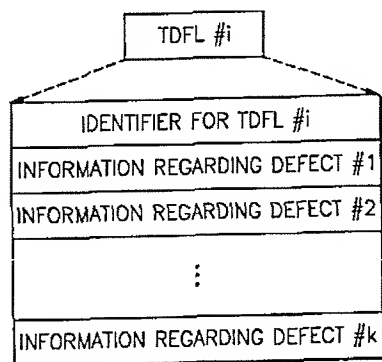 TDFL #i
IDENTIFIER FOR TDFL #i
INFORMATION REGARDING DEFECT #1
INFORMATION REGARDING DEFECT #2
⋮
INFORMATION REGARDING DEFECT #k